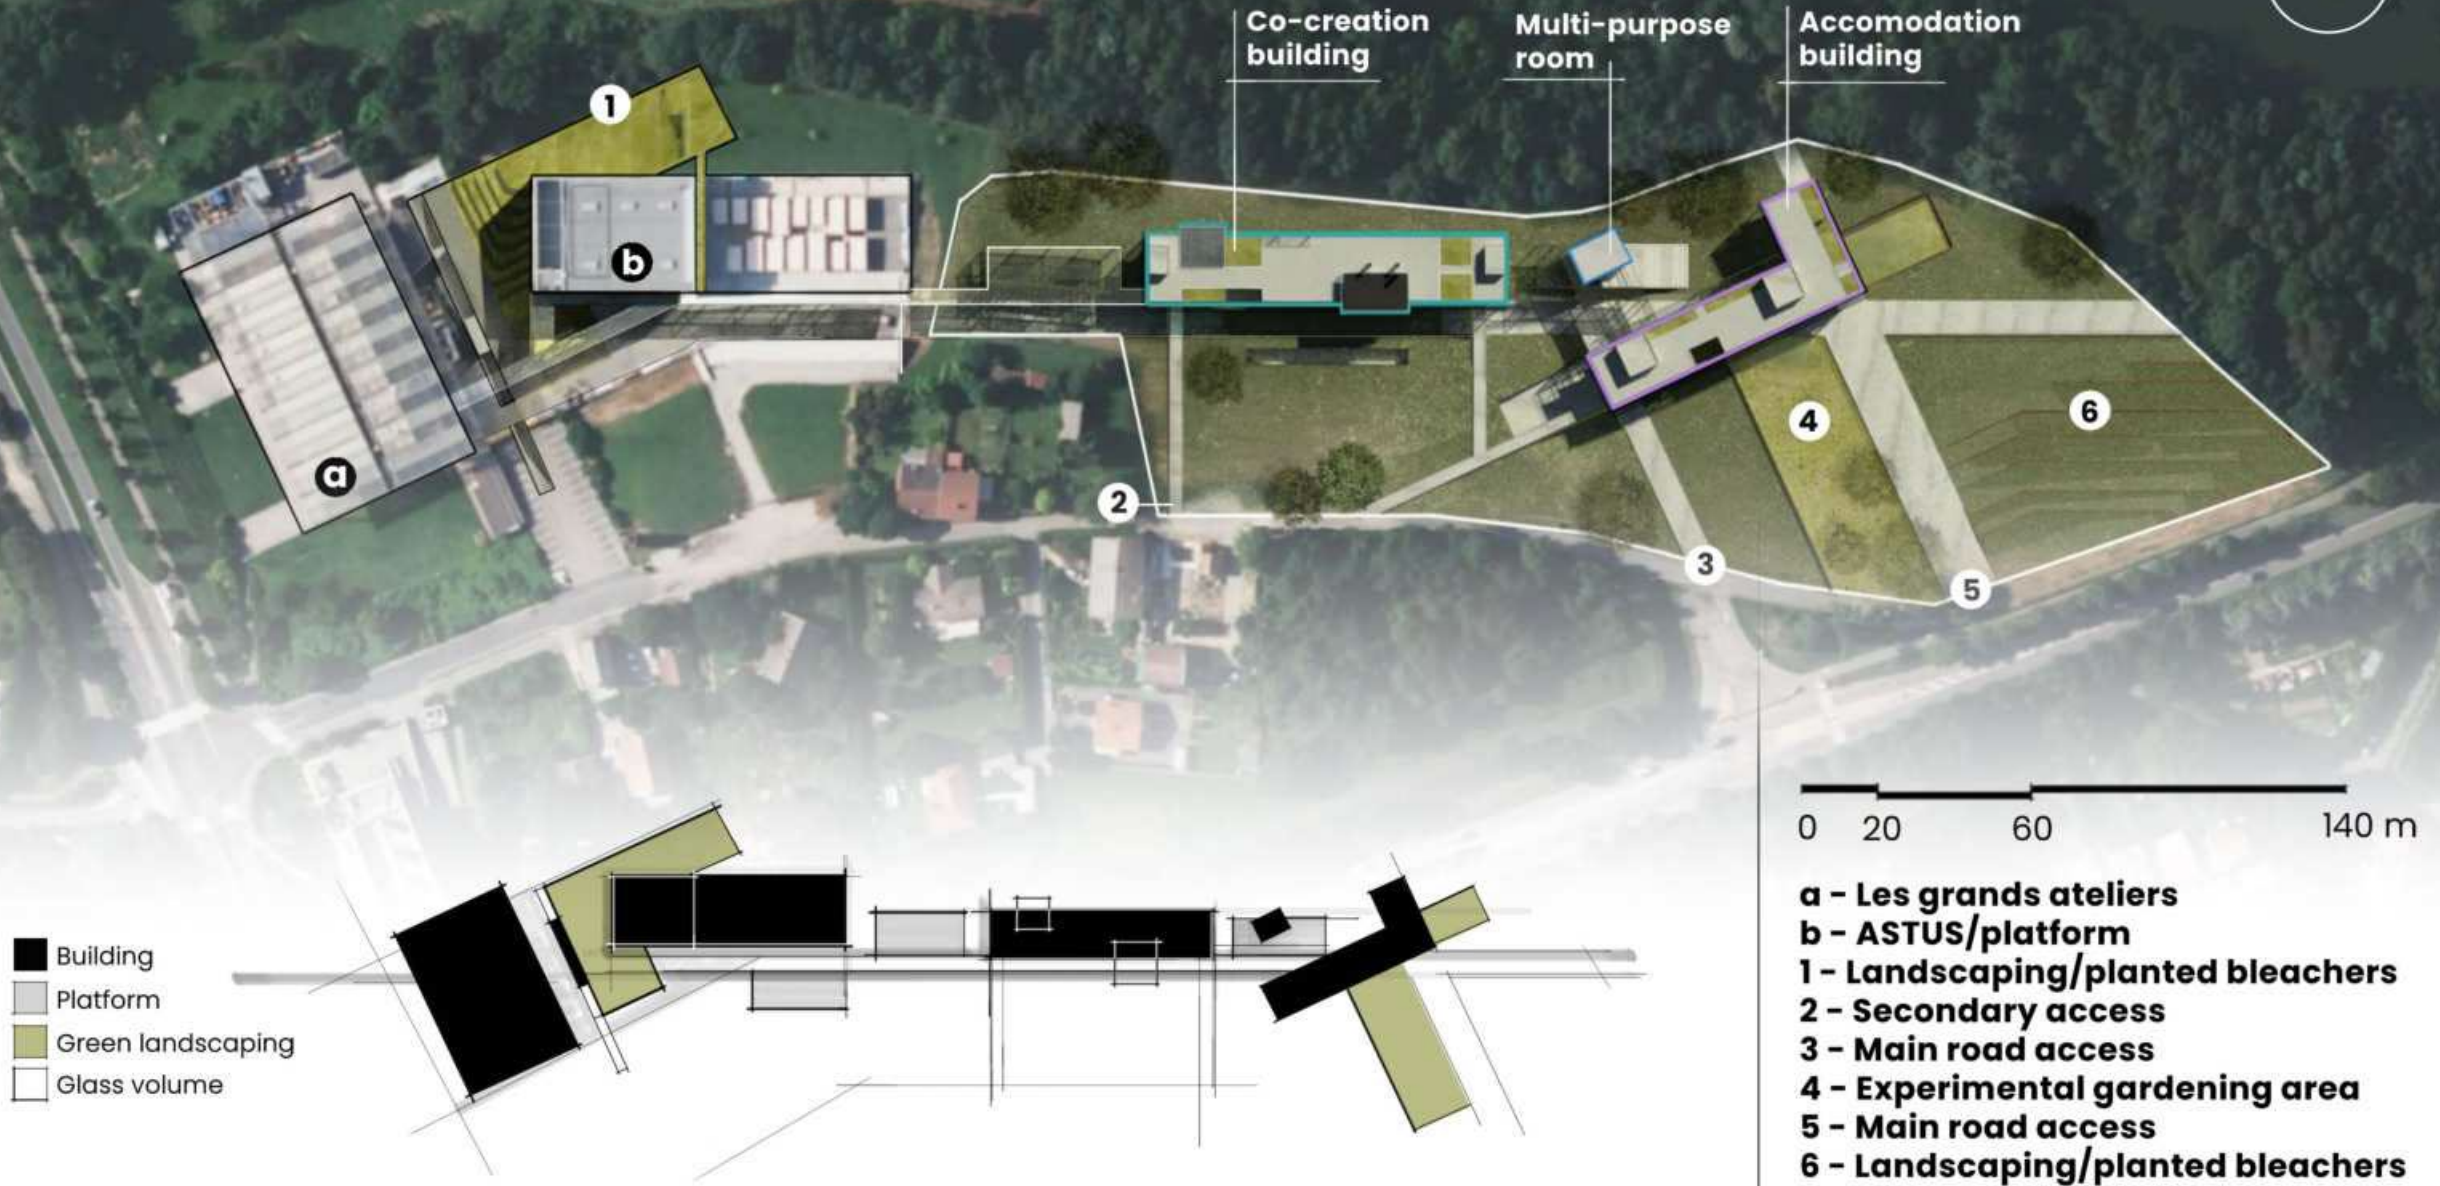 Co-creation
building
Multi-purpose
room
Accomodation
building
1
b
a
2
3
4
5
6
0 20 60 140 m
Building
Platform
Green landscaping
Glass volume
a - Les grands ateliers
b - ASTUS/platform
1 - Landscaping/planted bleachers
2 - Secondary access
3 - Main road access
4 - Experimental gardening area
5 - Main road access
6 - Landscaping/planted bleachers